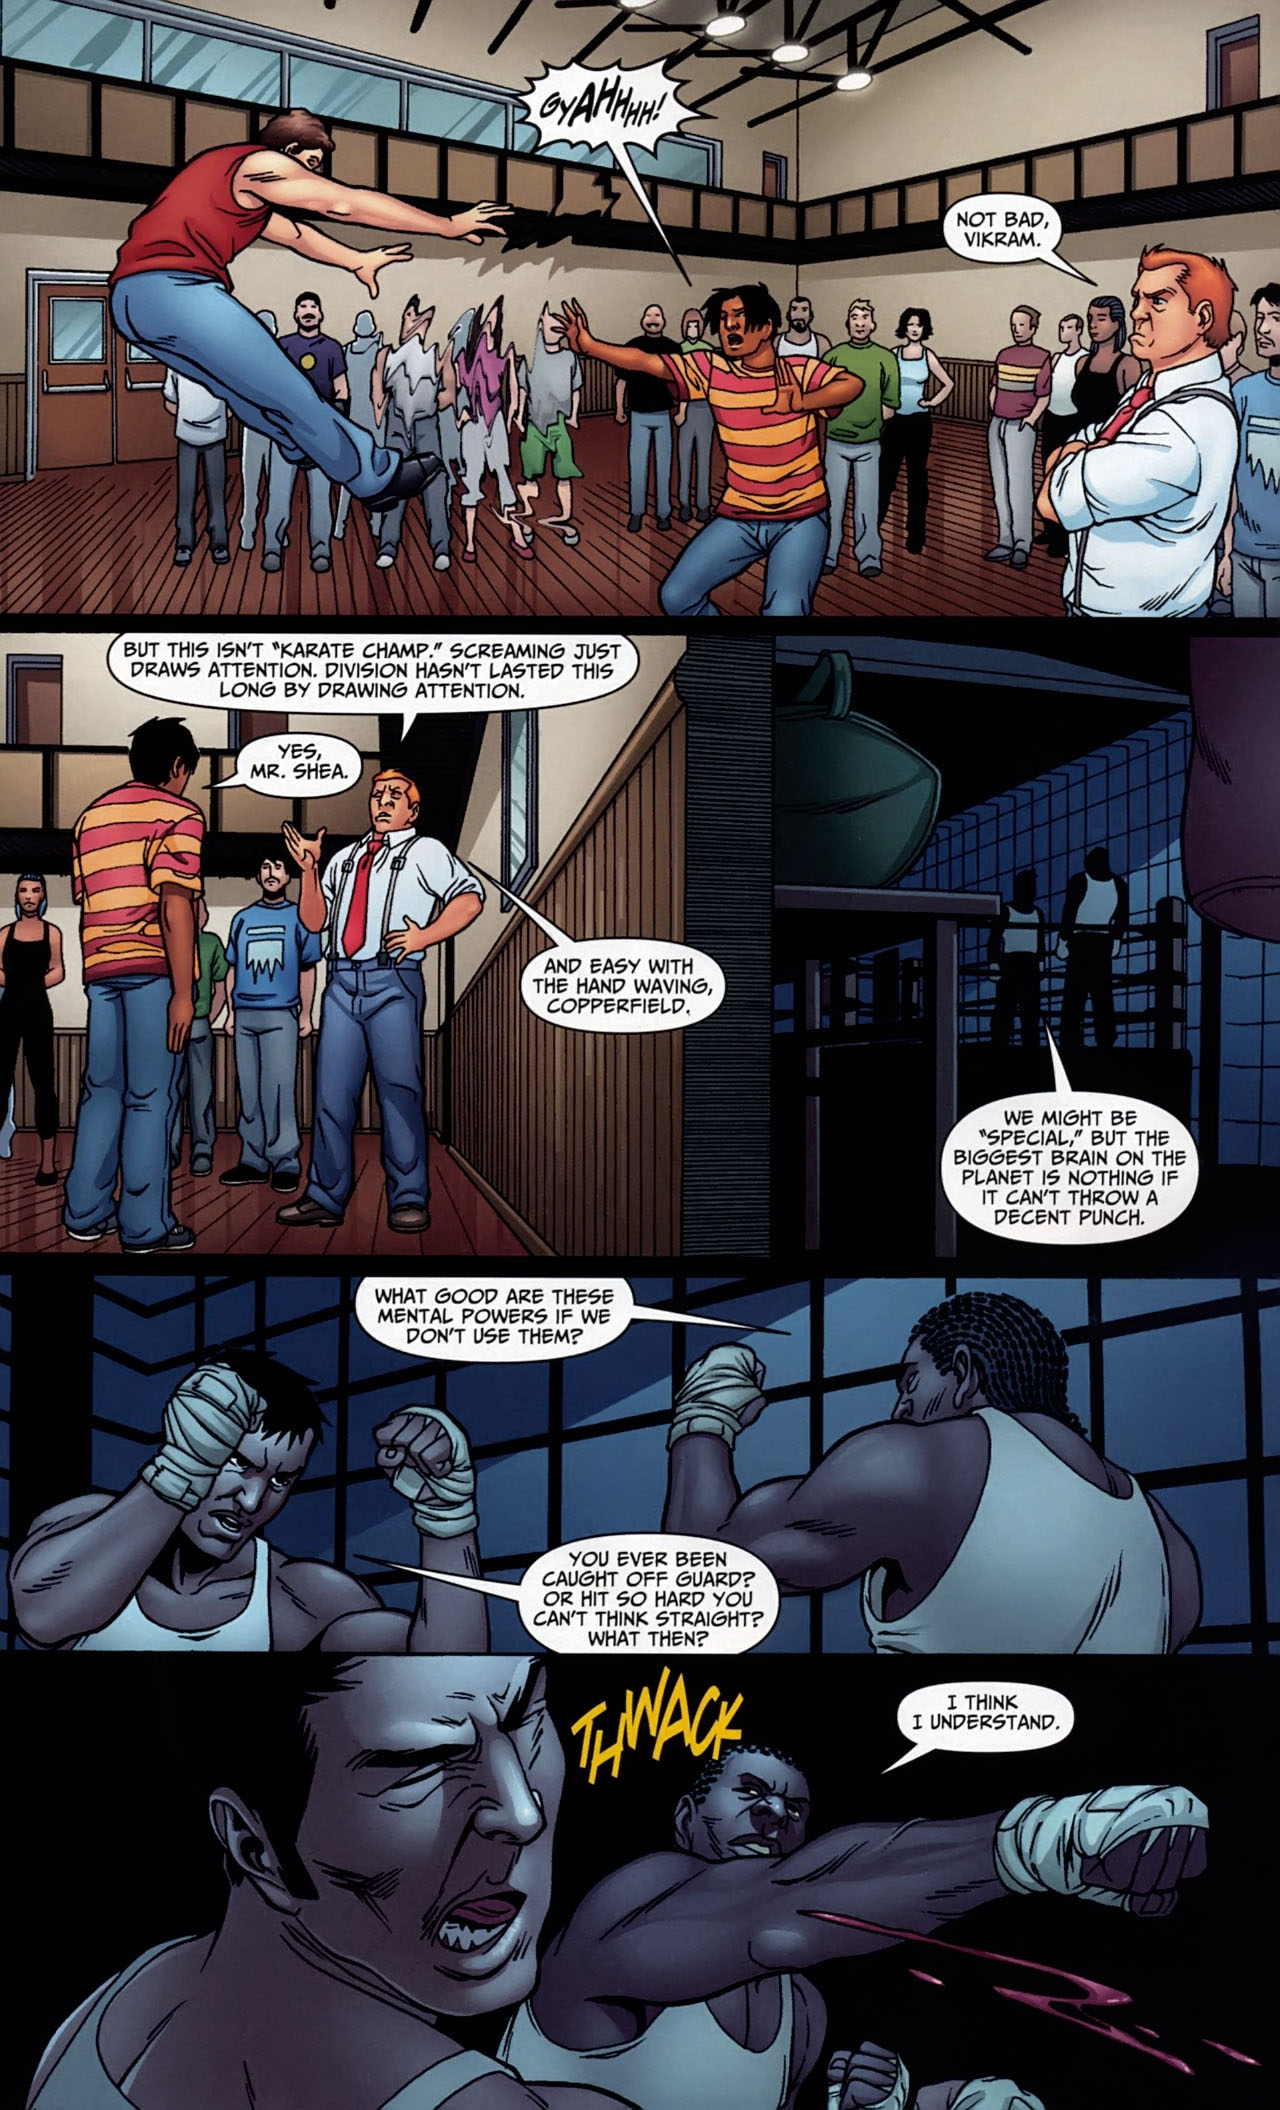 GYAHHHH!
NOT BAD,
VIKRAM.
BUT THIS ISN'T "KARATE CHAMP." SCREAMING JUST
DRAWS ATTENTION. DIVISION HASN'T LASTED THIS
LONG BY DRAWING ATTENTION.
YES,
MR. SHEA.
AND EASY WITH
THE HAND WAVING,
COPPERFIELD.
WE MIGHT BE
"SPECIAL," BUT THE
BIGGEST BRAIN ON THE
PLANET IS NOTHING IF
IT CAN'T THROW A
DECENT PUNCH.
WHAT GOOD ARE THESE
MENTAL POWERS IF WE
DON'T USE THEM?
YOU EVER BEEN
CAUGHT OFF GUARD?
OR HIT SO HARD YOU
CAN'T THINK STRAIGHT?
WHAT THEN?
THWACK
I THINK
I UNDERSTAND.